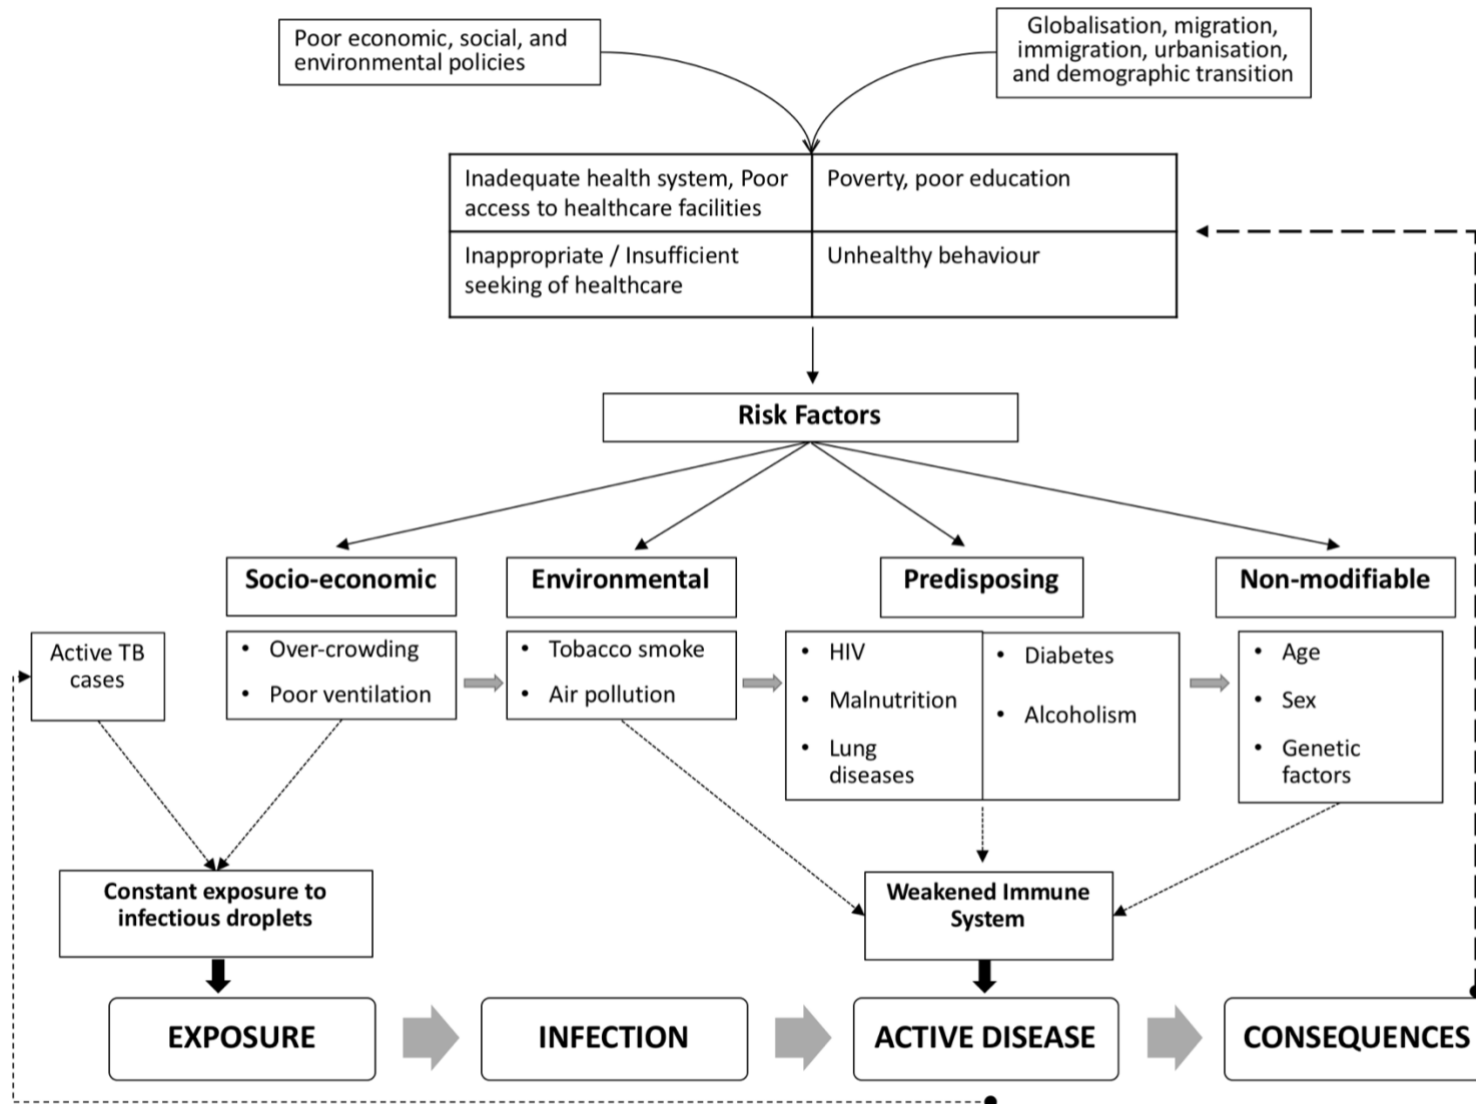 Poor economic, social, and
environmental policies
Globalisation, migration,
immigration, urbanisation,
and demographic transition
Inadequate health system, Poor
access to healthcare facilities
Poverty, poor education
Inappropriate / Insufficient
seeking of healthcare
Unhealthy behaviour
Risk Factors
Socio-economic
Environmental
Predisposing
Non-modifiable
Active TB
cases
• Over-crowding
• Poor ventilation
• Tobacco smoke
• Air pollution
• HIV
• Malnutrition
• Lung
diseases
• Diabetes
• Alcoholism
• Age
• Sex
• Genetic
factors
Constant exposure to
infectious droplets
Weakened Immune
System
EXPOSURE
INFECTION
ACTIVE DISEASE
CONSEQUENCES